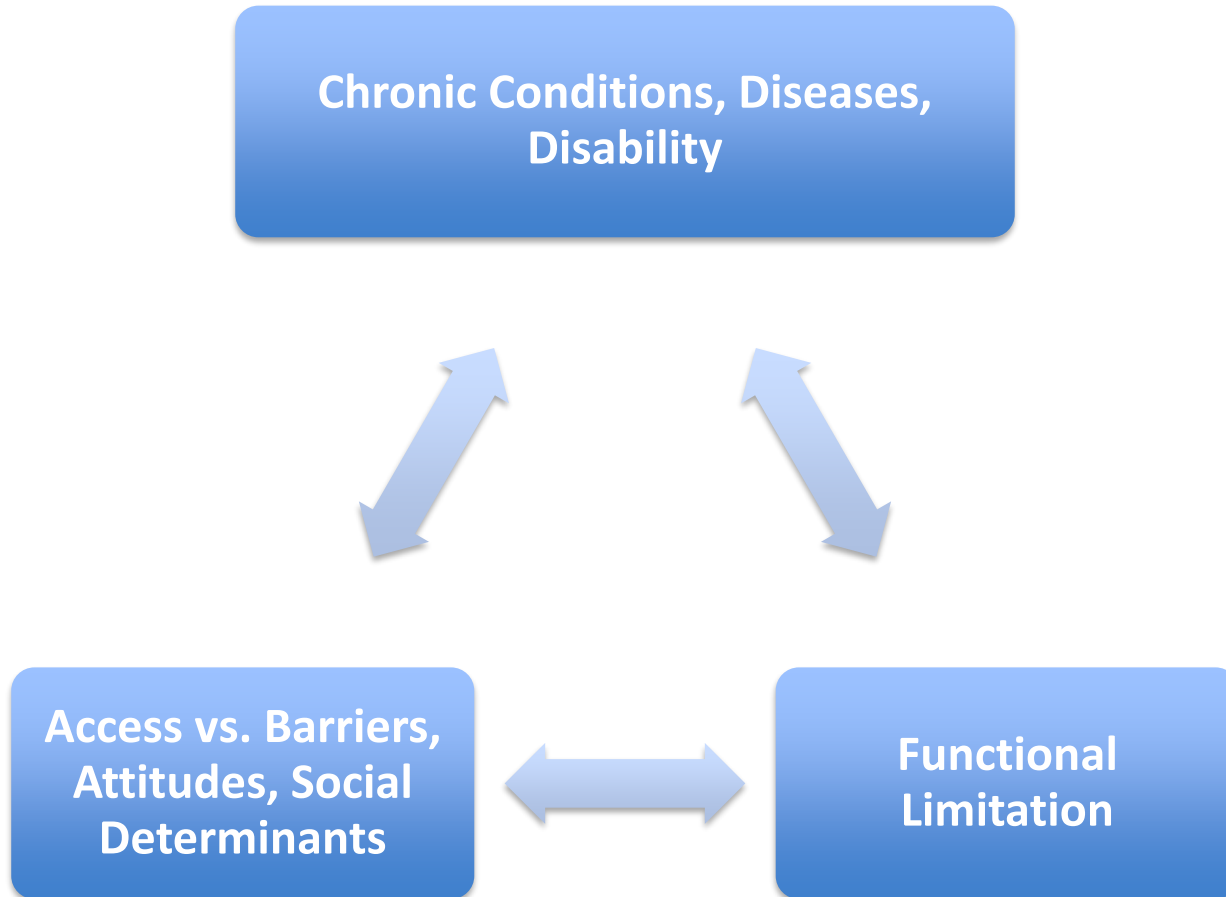 Chronic Conditions, Diseases,
Disability
Access vs. Barriers,
Attitudes, Social
Determinants
Functional
Limitation